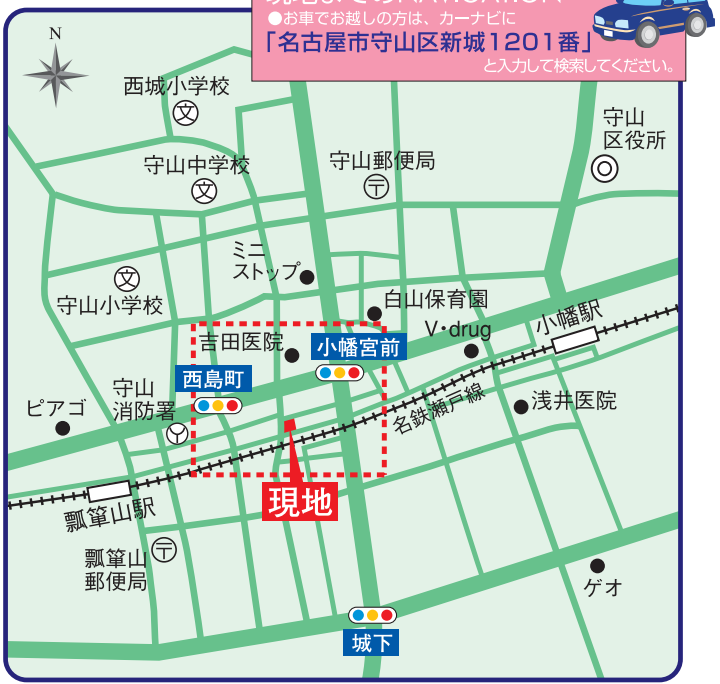 ●お車でお越しの方は、カーナビに
「名古屋市守山区新城1201番」
と入力して検索してください。
N
西城小学校
文
守山
区役所
守山中学校
文
守山郵便局
〒
ミニ
ストップ
文
守山小学校
白山保育園
V・drug
小幡駅
吉田医院
小幡宮前
西島町
守山
消防署
ピアゴ
名鉄瀬戸線
浅井医院
現地
瓢箪山駅
瓢箪山
郵便局
〒
ゲオ
城下